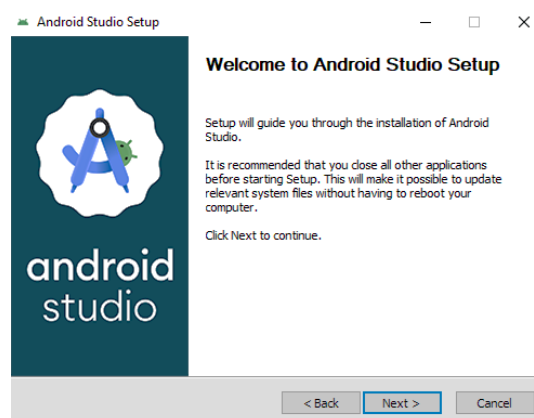 Android Studio Setup
Welcome to Android Studio Setup
Setup will guide you through the installation of Android
Studio.
It is recommended that you close all other applications
before starting Setup. This will make it possible to update
relevant system files without having to reboot your
computer.
Click Next to continue.
android
studio
< Back
Next >
Cancel